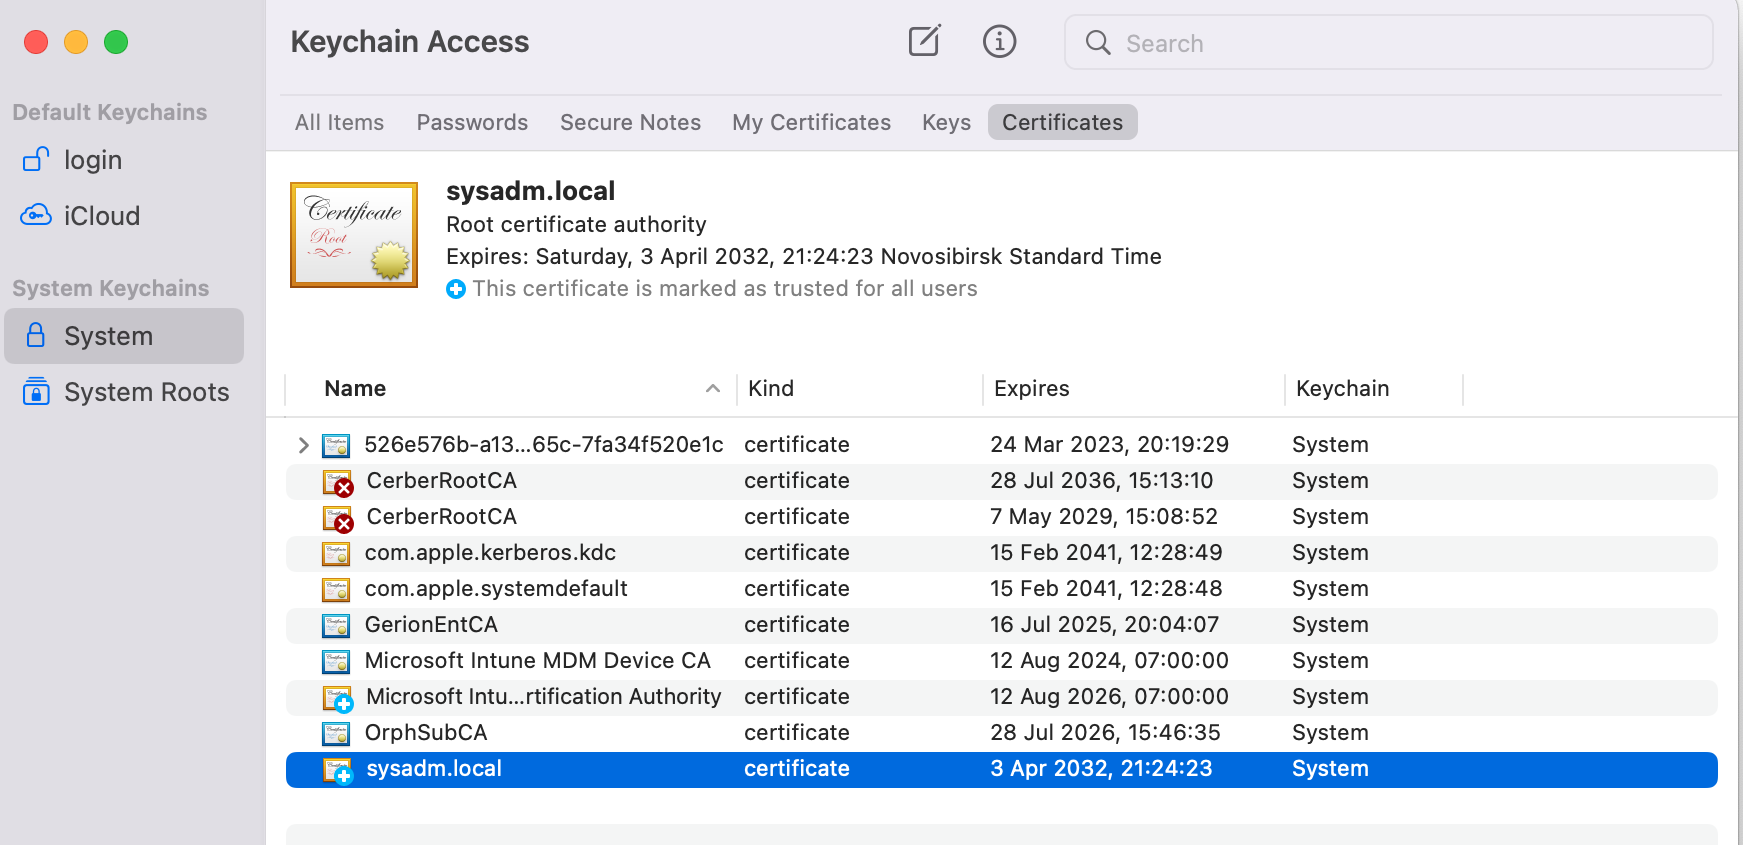 Keychain Access
Search
Default Keychains
login
iCloud
System Keychains
System
System Roots
All Items Passwords Secure Notes My Certificates Keys Certificates
Certificate
Root
sysadm.local
Root certificate authority
Expires: Saturday, 3 April 2032, 21:24:23 Novosibirsk Standard Time
This certificate is marked as trusted for all users
Name Kind Expires Keychain
526e576b-a13...65c-7fa34f520e1c certificate 24 Mar 2023, 20:19:29 System
CerberRootCA certificate 28 Jul 2036, 15:13:10 System
CerberRootCA certificate 7 May 2029, 15:08:52 System
com.apple.kerberos.kdc certificate 15 Feb 2041, 12:28:49 System
com.apple.systemdefault certificate 15 Feb 2041, 12:28:48 System
GerionEntCA certificate 16 Jul 2025, 20:04:07 System
Microsoft Intune MDM Device CA certificate 12 Aug 2024, 07:00:00 System
Microsoft Intu...rtification Authority certificate 12 Aug 2026, 07:00:00 System
OrphSubCA certificate 28 Jul 2026, 15:46:35 System
sysadm.local certificate 3 Apr 2032, 21:24:23 System